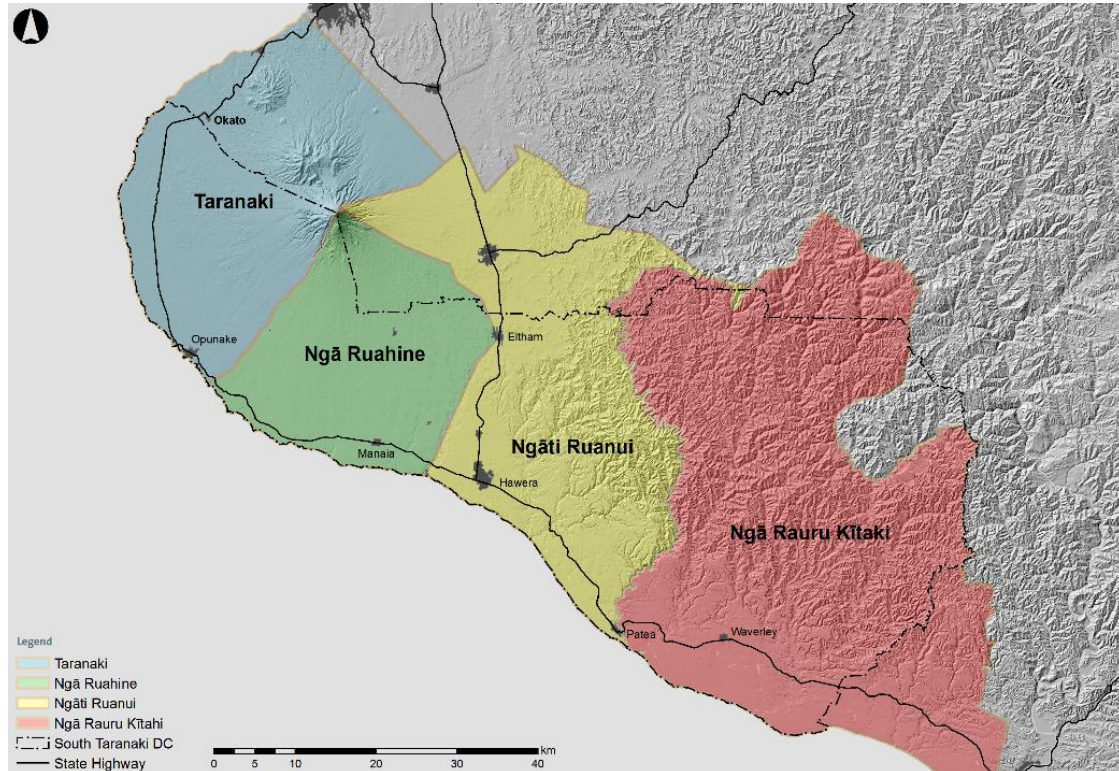 Okato
Taranaki
Opunake
Ngā Ruahine
Eltham
Manaia
Ngāti Ruanui
Hawera
Ngā Rauru Kītaki
Patea
Waverley
Legend
Taranaki
Ngā Ruahine
Ngāti Ruanui
Ngā Rauru Kītahi
South Taranaki DC
State Highway
km
0 5 10 20 30 40